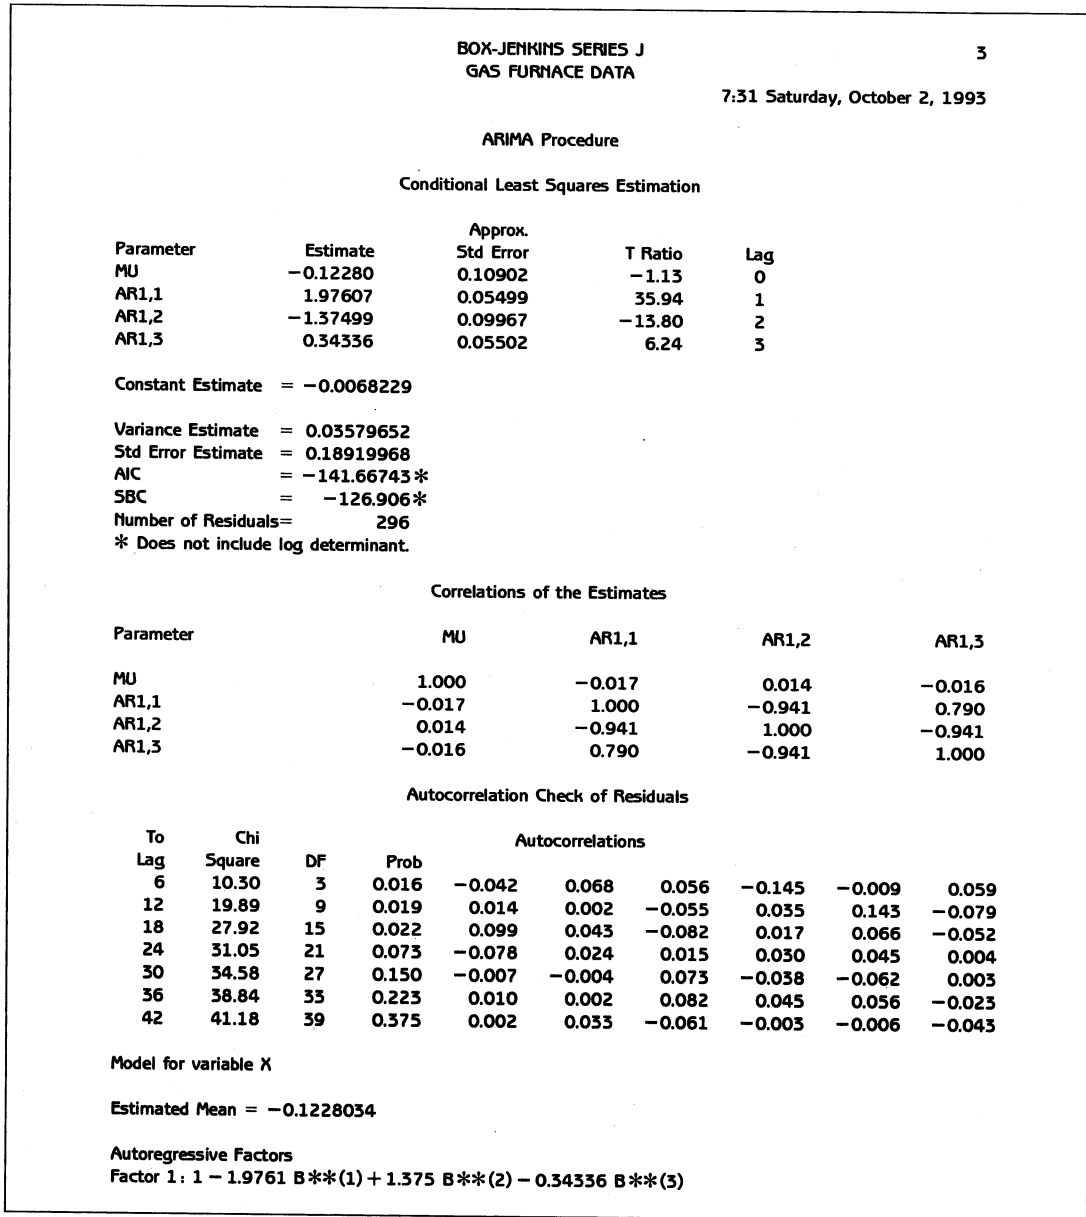 BOX-JENKINS SERIES J 3
GAS FURNACE DATA
7:31 Saturday, October 2, 1993
ARIMA Procedure
Conditional Least Squares Estimation
Approx.
Parameter Estimate Std Error T Ratio Lag
MU −0.12280 0.10902 −1.13 0
AR1,1 1.97607 0.05499 35.94 1
AR1,2 −1.37499 0.09967 −13.80 2
AR1,3 0.34336 0.05502 6.24 3
Constant Estimate = −0.0068229
Variance Estimate = 0.03579652
Std Error Estimate = 0.18919968
AIC = −141.66743*
SBC = −126.906*
Number of Residuals= 296
* Does not include log determinant.
Correlations of the Estimates
Parameter MU AR1,1 AR1,2 AR1,3
MU 1.000 −0.017 0.014 −0.016
AR1,1 −0.017 1.000 −0.941 0.790
AR1,2 0.014 −0.941 1.000 −0.941
AR1,3 −0.016 0.790 −0.941 1.000
Autocorrelation Check of Residuals
To Chi Autocorrelations
Lag Square DF Prob
6 10.30 3 0.016 −0.042 0.068 0.056 −0.145 −0.009 0.059
12 19.89 9 0.019 0.014 0.002 −0.055 0.035 0.143 −0.079
18 27.92 15 0.022 0.099 0.043 −0.082 0.017 0.066 −0.052
24 31.05 21 0.073 −0.078 0.024 0.015 0.030 0.045 0.004
30 34.58 27 0.150 −0.007 −0.004 0.073 −0.038 −0.062 0.003
36 38.84 33 0.223 0.010 0.002 0.082 0.045 0.056 −0.023
42 41.18 39 0.375 0.002 0.033 −0.061 −0.003 −0.006 −0.043
Model for variable X
Estimated Mean = −0.1228034
Autoregressive Factors
Factor 1: 1 − 1.9761 B**(1) + 1.375 B**(2) − 0.34336 B**(3)